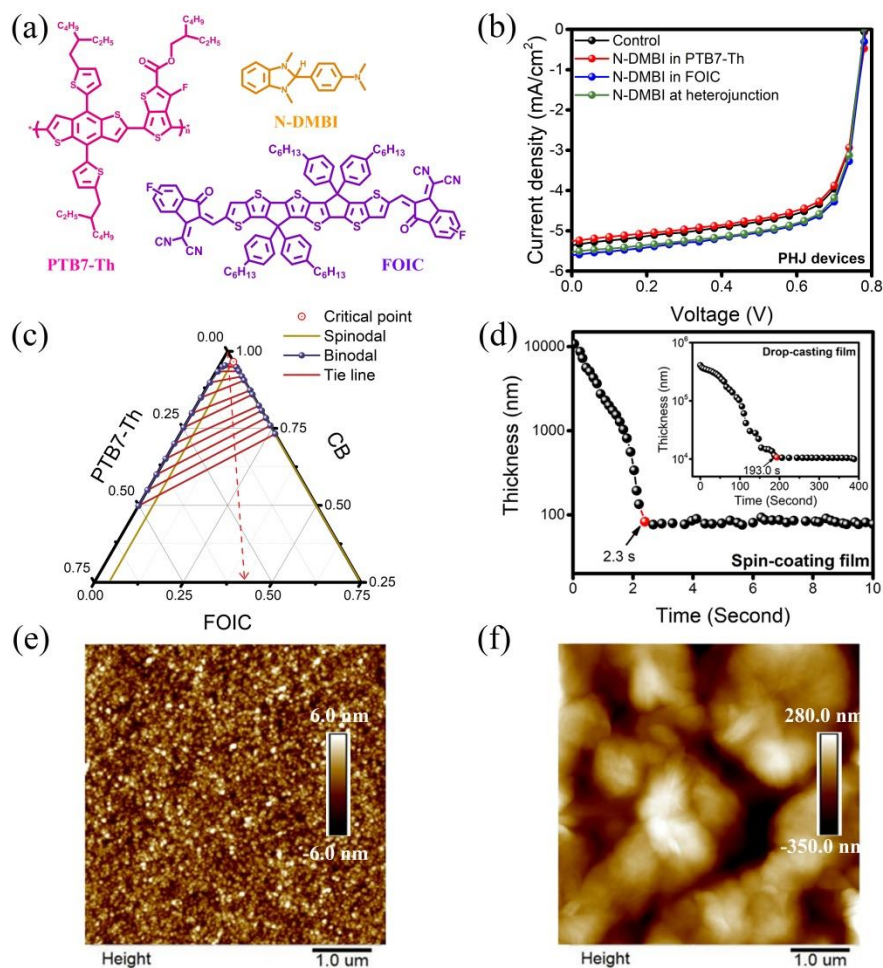 (a)
C4H9
C2H5
C4H9
C2H5
O
O
S
F
S
S
S
S
n
S
C2H5
C4H9
PTB7-Th
N
H
N
N
N-DMBI
C6H13
C6H13
F
O
NC
CN
S
S
S
S
S
S
CN
CN
O
F
C6H13
C6H13
FOIC
(b)
Control
N-DMBI in PTB7-Th
N-DMBI in FOIC
N-DMBI at heterojunction
0
-1
-2
-3
-4
-5
-6
Current density (mA/cm2)
PHJ devices
0.0 0.2 0.4 0.6 0.8
Voltage (V)
(c)
Critical point
Spinodal
Binodal
Tie line
0.00
1.00
0.25
0.75
0.50
0.50
0.75
0.25
PTB7-Th
CB
0.00 0.25 0.50 0.75
FOIC
(d)
10000
1000
100
Thickness (nm)
Drop-casting film
10^6
10^5
10^4
Thickness (nm)
193.0 s
0 100 200 300 400
Time (Second)
2.3 s
Spin-coating film
0 2 4 6 8 10
Time (Second)
(e)
6.0 nm
-6.0 nm
Height
1.0 um
(f)
280.0 nm
-350.0 nm
Height
1.0 um